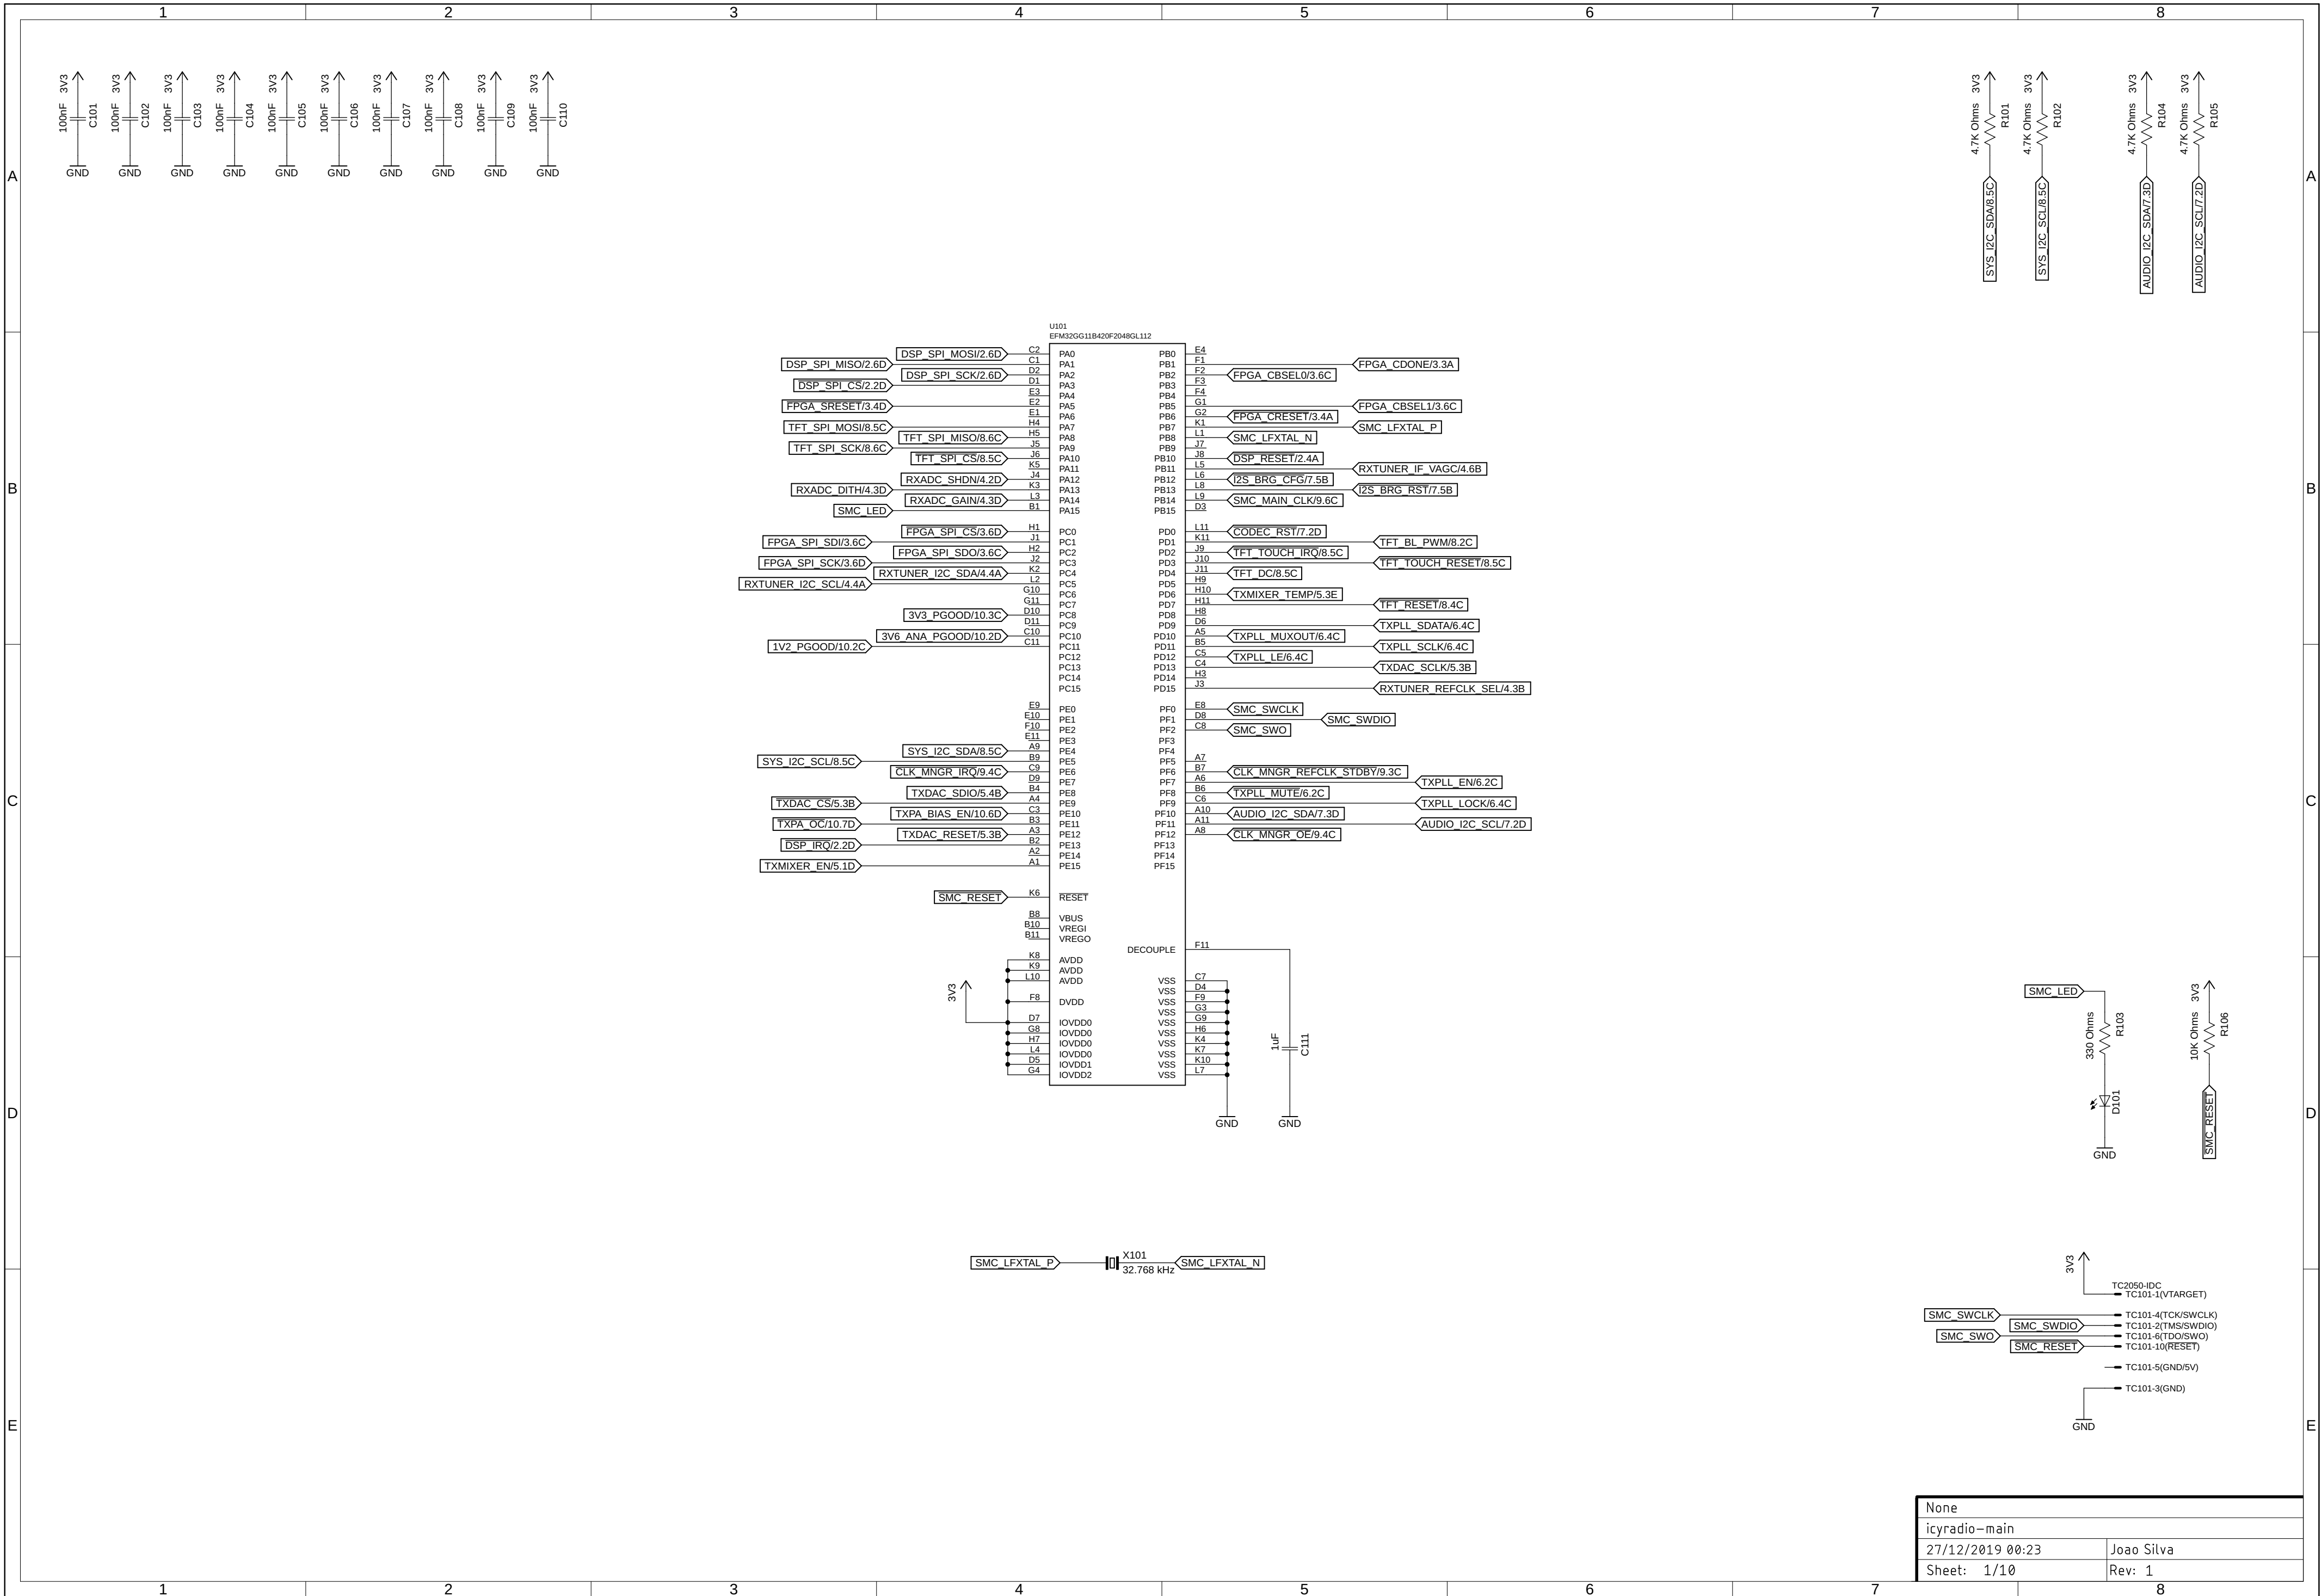 1 2 3 4 5 6 7 8
3V3 3V3 3V3 3V3 3V3 3V3 3V3 3V3 3V3 3V3
100nF 100nF 100nF 100nF 100nF 100nF 100nF 100nF 100nF 100nF
C101 C102 C103 C104 C105 C106 C107 C108 C109 C110
GND GND GND GND GND GND GND GND GND GND
3V3 3V3 3V3 3V3
4.7K Ohms 4.7K Ohms 4.7K Ohms 4.7K Ohms
R101 R102 R104 R105
SYS_I2C_SDA/8.5C
SYS_I2C_SCL/8.5C
AUDIO_I2C_SDA/7.3D
AUDIO_I2C_SCL/7.2D
A A
U101
EFM32GG11B420F2048GL112
DSP_SPI_MOSI/2.6D C2 PA0 PB0 E4
DSP_SPI_MISO/2.6D C1 PA1 PB1 F1 FPGA_CDONE/3.3A
DSP_SPI_SCK/2.6D D2 PA2 PB2 F2 FPGA_CBSEL0/3.6C
DSP_SPI_CS/2.2D D1 PA3 PB3 F3
E3 PA4 PB4 F4
FPGA_SRESET/3.4D E2 PA5 PB5 G1 FPGA_CBSEL1/3.6C
E1 PA6 PB6 G2 FPGA_CRESET/3.4A
TFT_SPI_MOSI/8.5C H4 PA7 PB7 K1 SMC_LFXTAL_P
TFT_SPI_MISO/8.6C H5 PA8 PB8 L1 SMC_LFXTAL_N
TFT_SPI_SCK/8.6C J5 PA9 PB9 J7
TFT_SPI_CS/8.5C J6 PA10 PB10 J8 DSP_RESET/2.4A
K5 PA11 PB11 L5 RXTUNER_IF_VAGC/4.6B
RXADC_SHDN/4.2D J4 PA12 PB12 L6 I2S_BRG_CFG/7.5B
RXADC_DITH/4.3D K3 PA13 PB13 L8 I2S_BRG_RST/7.5B
RXADC_GAIN/4.3D L3 PA14 PB14 L9 SMC_MAIN_CLK/9.6C
SMC_LED B1 PA15 PB15 D3
B B
FPGA_SPI_CS/3.6D H1 PC0 PD0 L11 CODEC_RST/7.2D
FPGA_SPI_SDI/3.6C J1 PC1 PD1 K11 TFT_BL_PWM/8.2C
FPGA_SPI_SDO/3.6C H2 PC2 PD2 J9 TFT_TOUCH_IRQ/8.5C
FPGA_SPI_SCK/3.6D J2 PC3 PD3 J10 TFT_TOUCH_RESET/8.5C
RXTUNER_I2C_SDA/4.4A K2 PC4 PD4 J11 TFT_DC/8.5C
RXTUNER_I2C_SCL/4.4A L2 PC5 PD5 H9
G10 PC6 PD6 H10 TXMIXER_TEMP/5.3E
G11 PC7 PD7 H11 TFT_RESET/8.4C
3V3_PGOOD/10.3C D10 PC8 PD8 H8
D11 PC9 PD9 D6 TXPLL_SDATA/6.4C
3V6_ANA_PGOOD/10.2D C10 PC10 PD10 A5 TXPLL_MUXOUT/6.4C
1V2_PGOOD/10.2C C11 PC11 PD11 B5 TXPLL_SCLK/6.4C
PC12 PD12 C5 TXPLL_LE/6.4C
PC13 PD13 C4 TXDAC_SCLK/5.3B
PC14 PD14 H3
PC15 PD15 J3 RXTUNER_REFCLK_SEL/4.3B
E9 PE0 PF0 E8 SMC_SWCLK
E10 PE1 PF1 D8 SMC_SWDIO
F10 PE2 PF2 C8 SMC_SWO
E11 PE3 PF3
SYS_I2C_SDA/8.5C A9 PE4 PF4
SYS_I2C_SCL/8.5C B9 PE5 PF5 A7
CLK_MNGR_IRQ/9.4C C9 PE6 PF6 B7 CLK_MNGR_REFCLK_STDBY/9.3C
D9 PE7 PF7 A6 TXPLL_EN/6.2C
TXDAC_SDIO/5.4B B4 PE8 PF8 B6 TXPLL_MUTE/6.2C
TXDAC_CS/5.3B A4 PE9 PF9 C6 TXPLL_LOCK/6.4C
TXPA_BIAS_EN/10.6D C3 PE10 PF10 A10 AUDIO_I2C_SDA/7.3D
TXPA_OC/10.7D B3 PE11 PF11 A11 AUDIO_I2C_SCL/7.2D
TXDAC_RESET/5.3B A3 PE12 PF12 A8 CLK_MNGR_OE/9.4C
DSP_IRQ/2.2D B2 PE13 PF13
A2 PE14 PF14
TXMIXER_EN/5.1D A1 PE15 PF15
C C
SMC_RESET K6 RESET
B8 VBUS
B10 VREGI
B11 VREGO
DECOUPLE F11
K8 AVDD
K9 AVDD
L10 AVDD VSS C7
VSS D4
3V3 F8 DVDD VSS F9
VSS G3
D7 IOVDD0 VSS G9
G8 IOVDD0 VSS H6
H7 IOVDD0 VSS K4
L4 IOVDD0 VSS K7
D5 IOVDD1 VSS K10
G4 IOVDD2 VSS L7
1uF C111
GND GND
SMC_LED
330 Ohms R103
D101
GND
3V3
10K Ohms R106
SMC_RESET
D D
SMC_LFXTAL_P X101 SMC_LFXTAL_N
32.768 kHz
3V3
TC2050-IDC
TC101-1(VTARGET)
SMC_SWCLK TC101-4(TCK/SWCLK)
SMC_SWDIO TC101-2(TMS/SWDIO)
SMC_SWO TC101-6(TDO/SWO)
SMC_RESET TC101-10(RESET)
TC101-5(GND/5V)
TC101-3(GND)
GND
E E
None
icyradio-main
27/12/2019 00:23 Joao Silva
Sheet: 1/10 Rev: 1
1 2 3 4 5 6 7 8